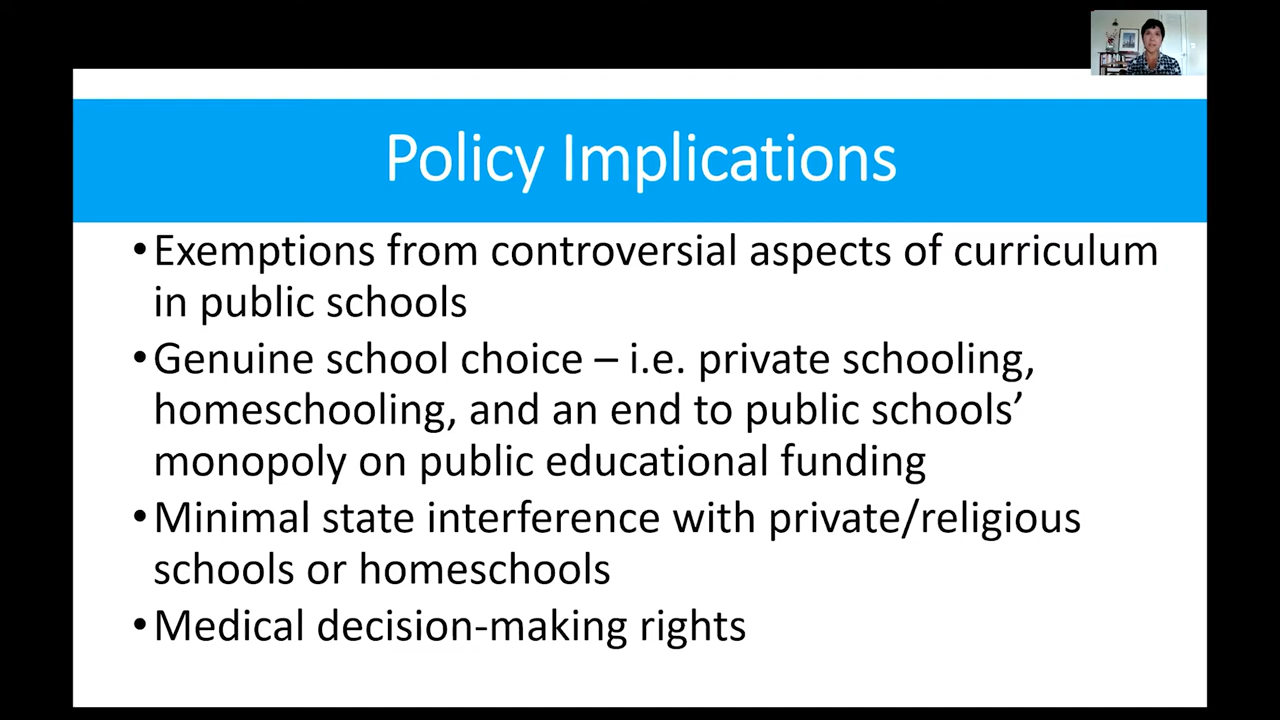 Policy Implications
•Exemptions from controversial aspects of curriculum
in public schools
•Genuine school choice – i.e. private schooling,
homeschooling, and an end to public schools’
monopoly on public educational funding
•Minimal state interference with private/religious
schools or homeschools
•Medical decision-making rights